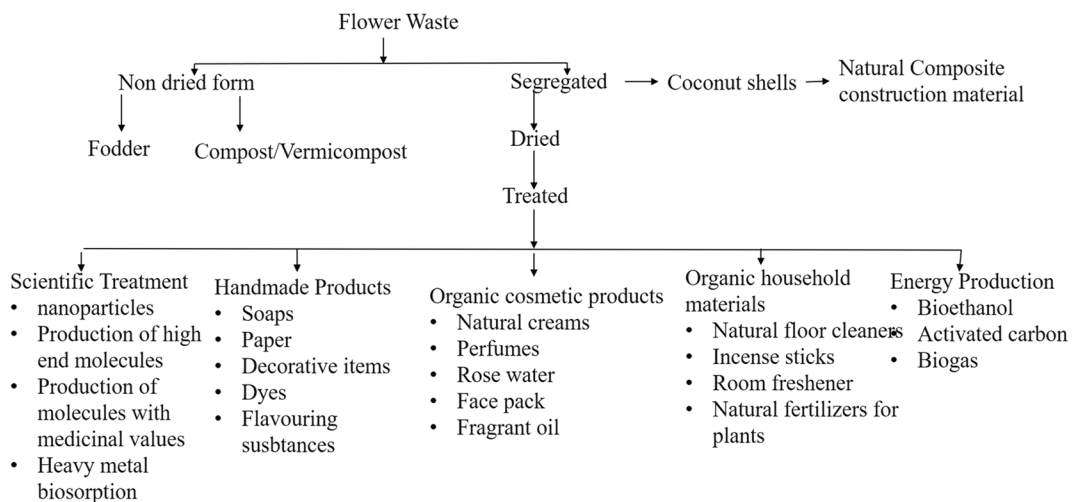 Flower Waste
Non dried form
Segregated
Coconut shells
Natural Composite
construction material
Fodder
Compost/Vermicompost
Dried
Treated
Scientific Treatment
• nanoparticles
• Production of high
end molecules
• Production of
molecules with
medicinal values
• Heavy metal
biosorption
Handmade Products
• Soaps
• Paper
• Decorative items
• Dyes
• Flavouring
susbtances
Organic cosmetic products
• Natural creams
• Perfumes
• Rose water
• Face pack
• Fragrant oil
Organic household
materials
• Natural floor cleaners
• Incense sticks
• Room freshener
• Natural fertilizers for
plants
Energy Production
• Bioethanol
• Activated carbon
• Biogas